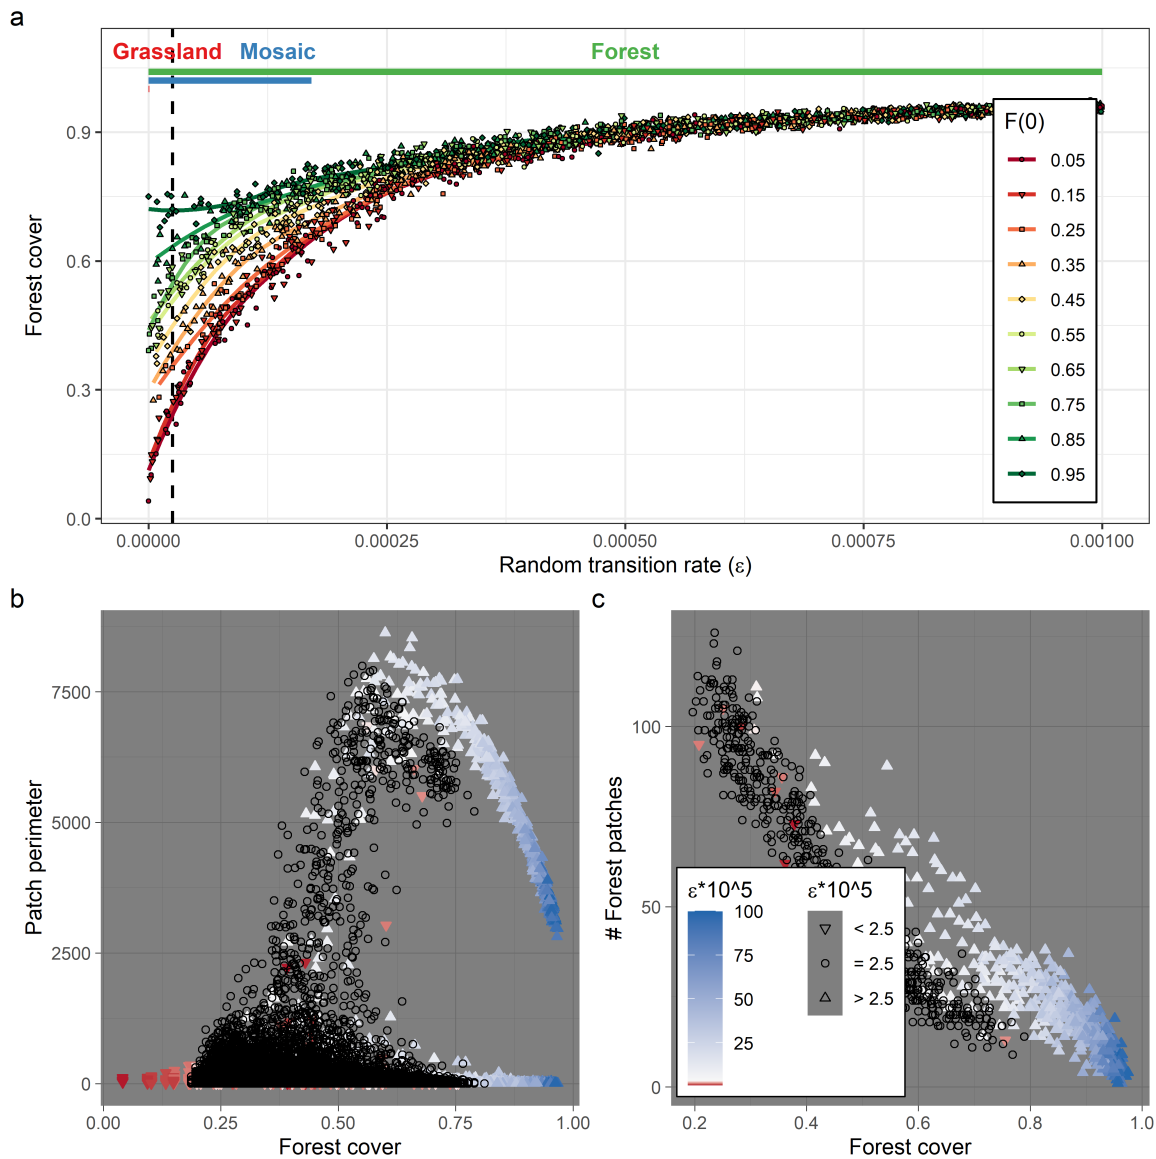 a
Grassland Mosaic Forest
Forest cover
0.9
0.6
0.3
0.0
0.00000 0.00025 0.00050 0.00075 0.00100
Random transition rate (ε)
F(0)
0.05
0.15
0.25
0.35
0.45
0.55
0.65
0.75
0.85
0.95
b
Patch perimeter
7500
5000
2500
0
0.00 0.25 0.50 0.75 1.00
Forest cover
c
# Forest patches
100
50
0
0.2 0.4 0.6 0.8 1.0
Forest cover
ε*10^5
100
75
50
25
ε*10^5
< 2.5
= 2.5
> 2.5